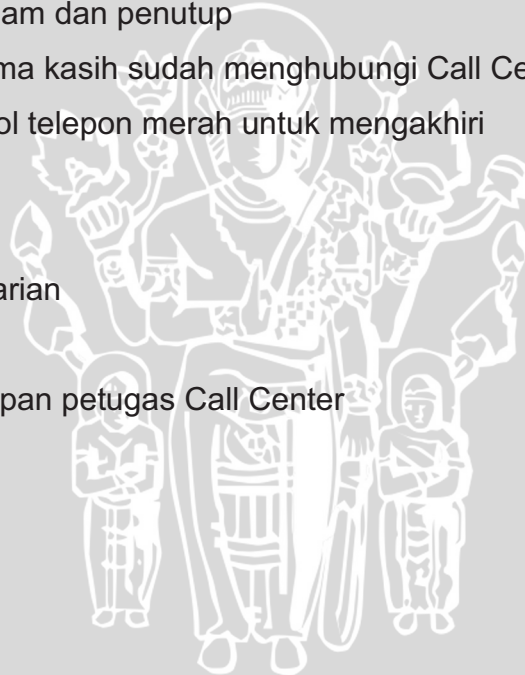 am dan penutup
ma kasih sudah menghubungi Call Ce
ol telepon merah untuk mengakhiri
arian
pan petugas Call Center